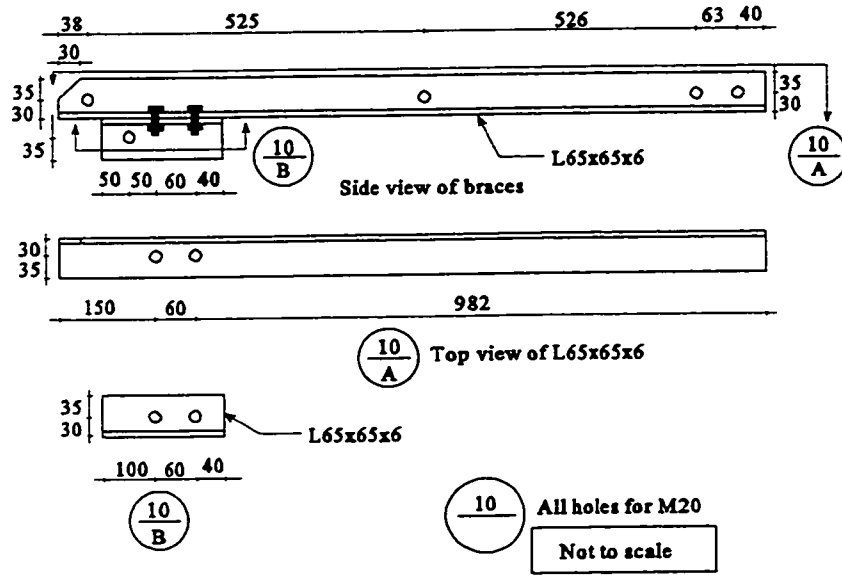 38 525 526 63 40
30
35
30
35
30
35
10
B
L65x65x6
10
A
50 50 60 40
Side view of braces
30
35
150 60 982
10
A
Top view of L65x65x6
35
30
L65x65x6
100 60 40
10
B
10
All holes for M20
Not to scale